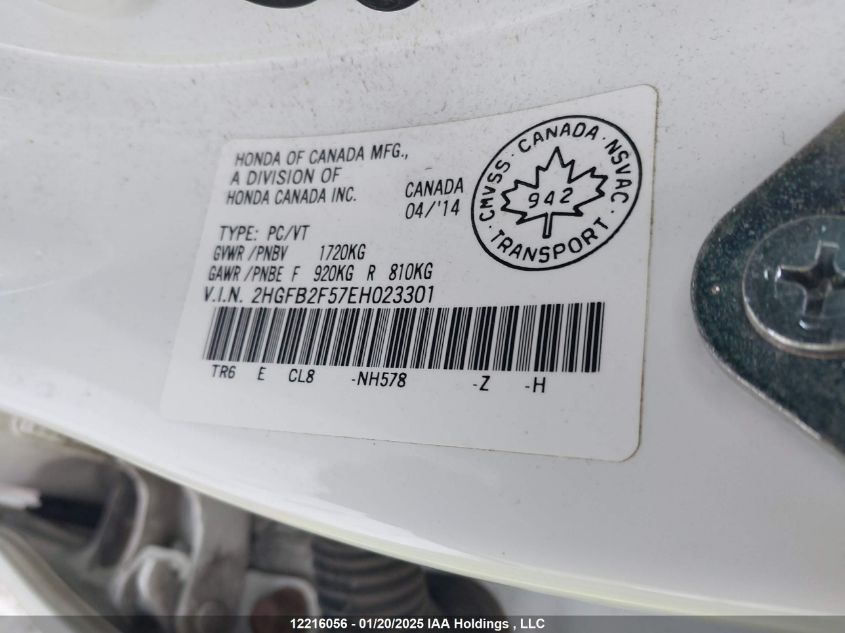 HONDA OF CANADA MFG.,
A DIVISION OF
HONDA CANADA INC.
CANADA
04/'14
TYPE: PC/VT
GVWR/PNBV 1720KG
GAWR/PNBE F 920KG R 810KG
V.I.N. 2HGFB2F57EH023301
TR6 E CL8 -NH578 -Z -H
CMVSS · CANADA · NSVAC ·
942
TRANSPORT
12216056 - 01/20/2025 IAA Holdings , LLC